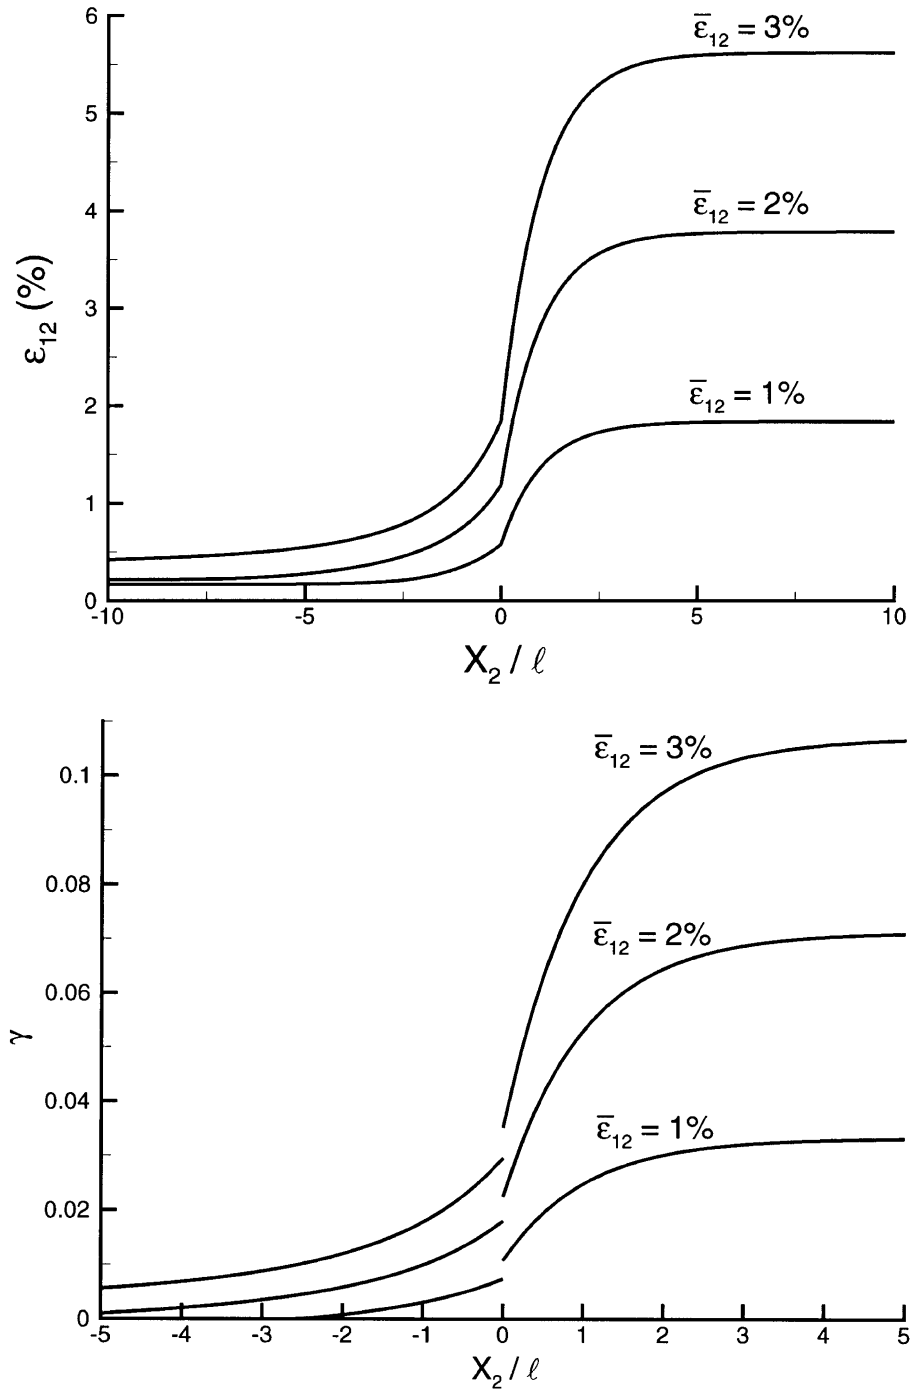 6
ε̅₁₂ = 3%
5
4
ε̅₁₂ = 2%
ε₁₂ (%)
3
2
ε̅₁₂ = 1%
1
0
-10 -5 0 5 10
X₂ / ℓ
ε̅₁₂ = 3%
0.1
0.08
ε̅₁₂ = 2%
0.06
γ
0.04
ε̅₁₂ = 1%
0.02
0
-5 -4 -3 -2 -1 0 1 2 3 4 5
X₂ / ℓ